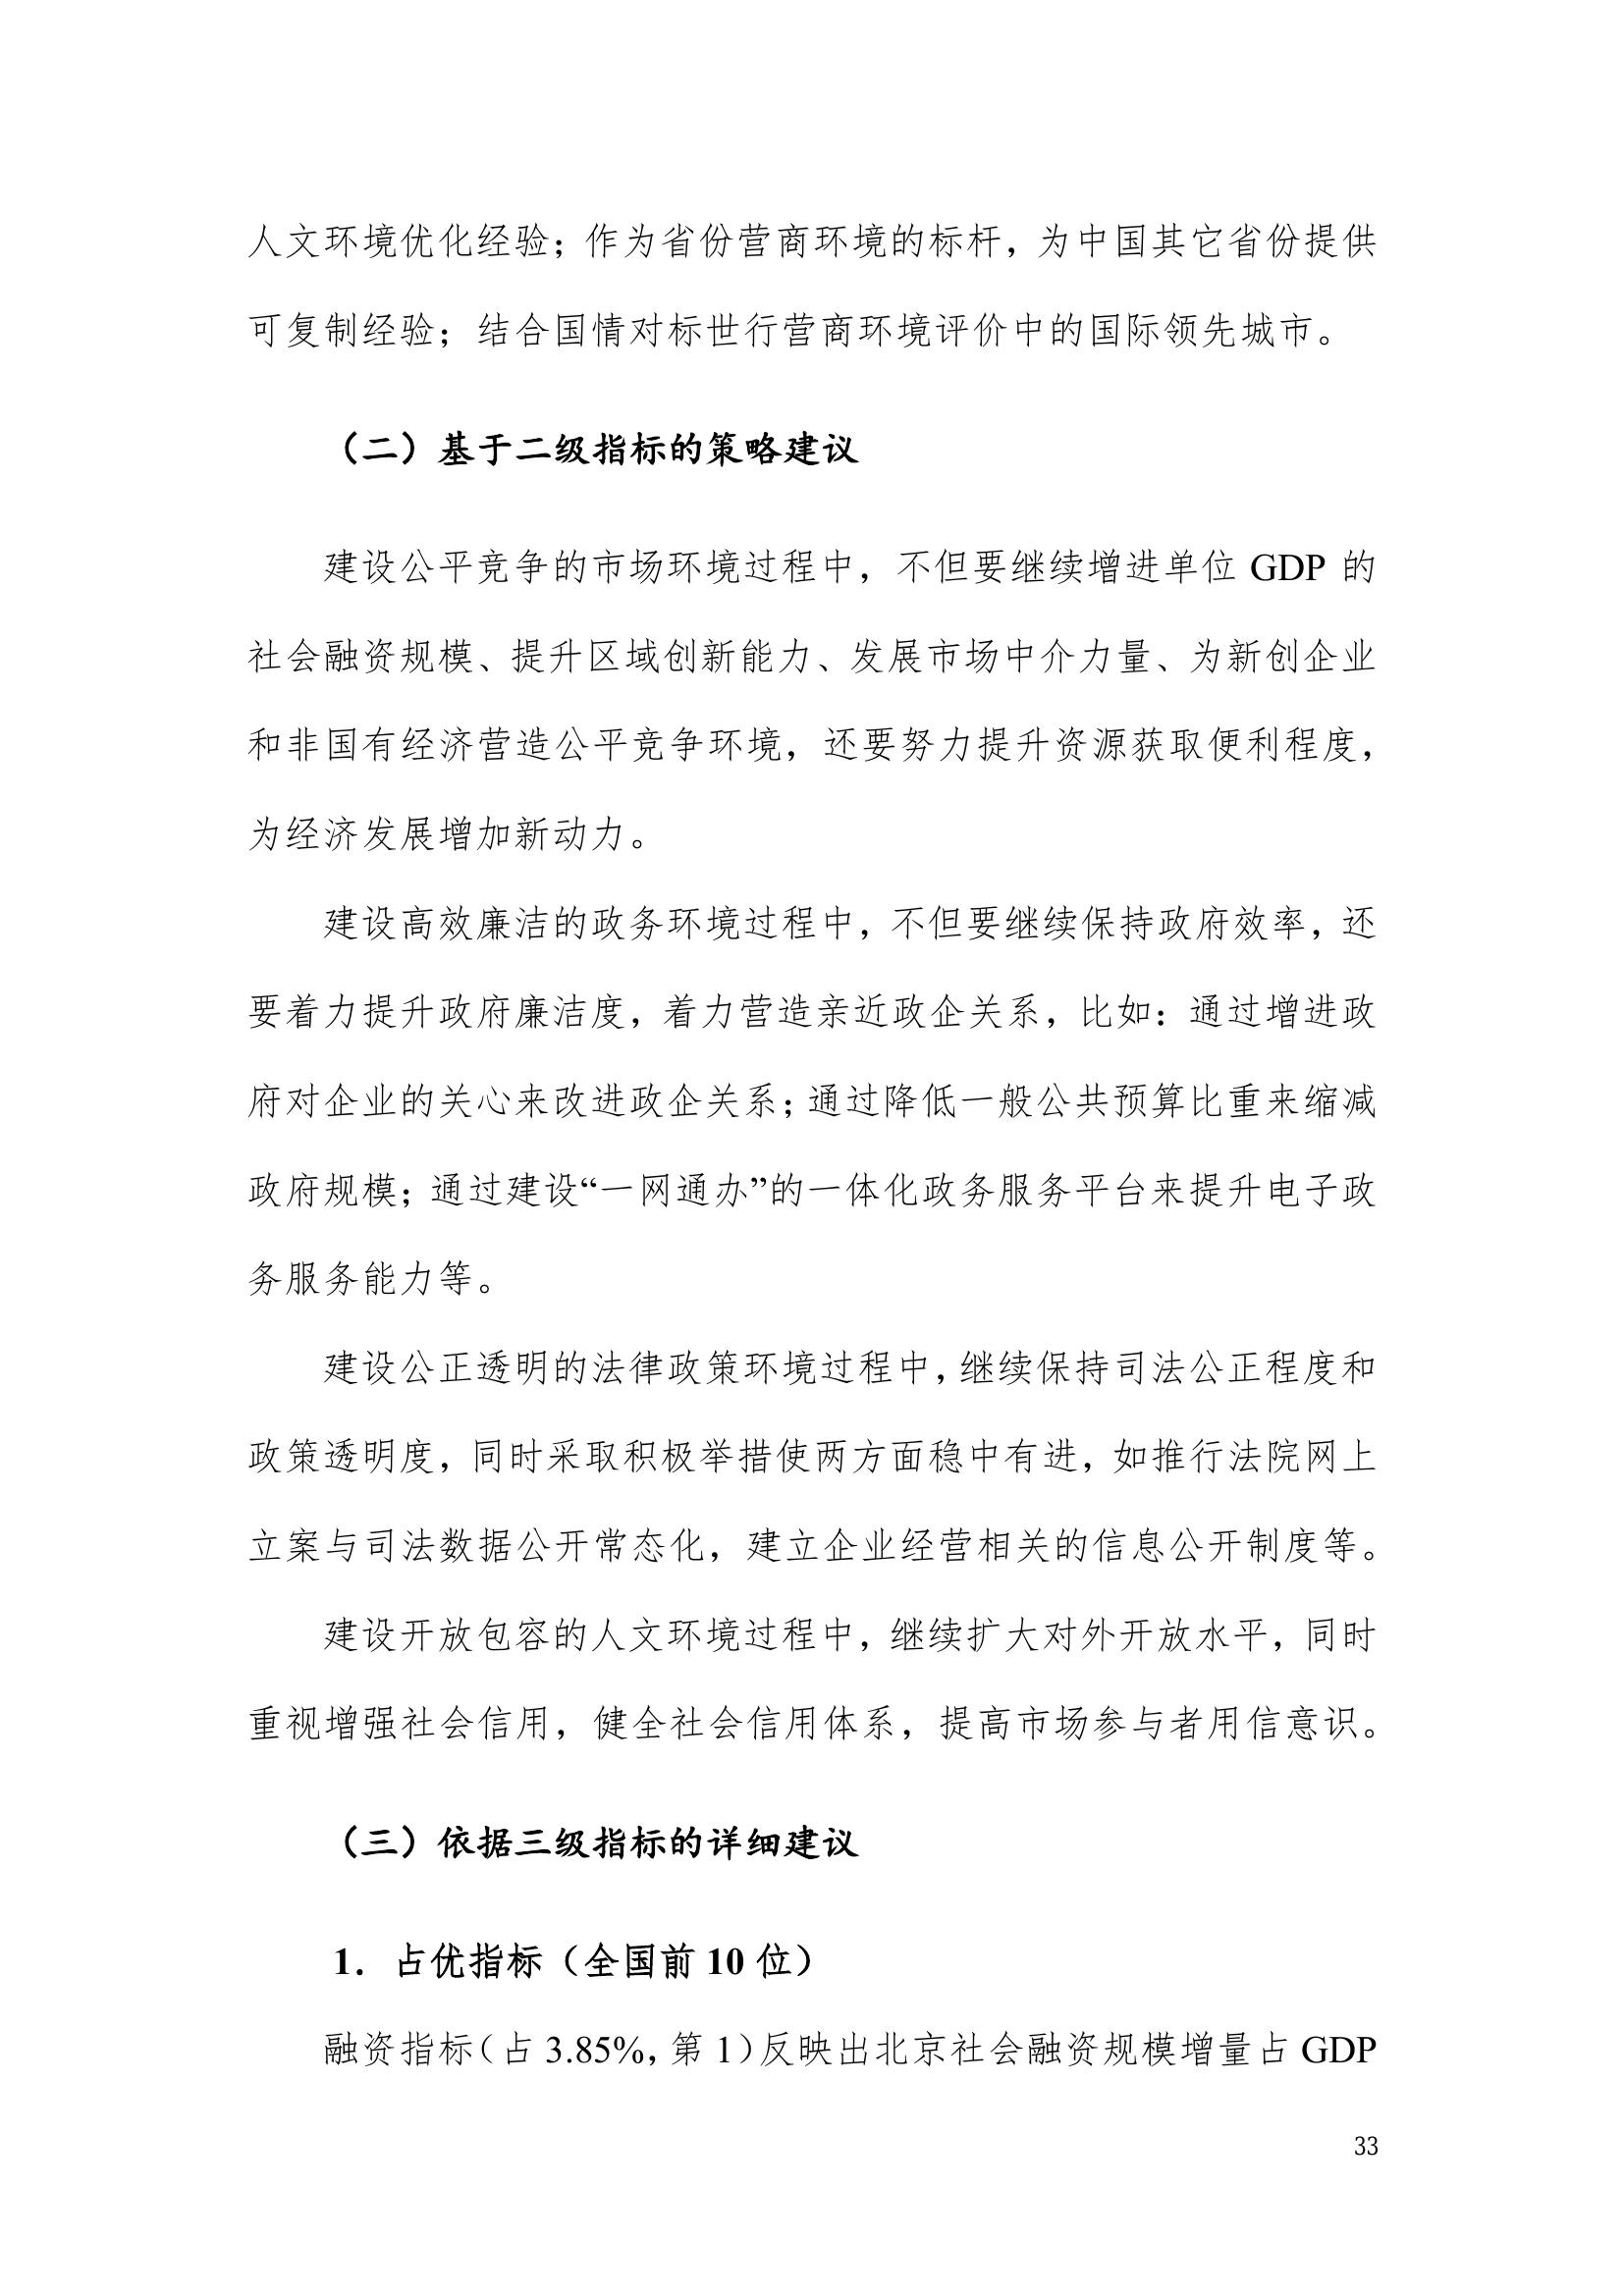 人文环境优化经验；作为省份营商环境的标杆，为中国其它省份提供
可复制经验；结合国情对标世行营商环境评价中的国际领先城市。
（二）基于二级指标的策略建议
建设公平竞争的市场环境过程中，不但要继续增进单位 GDP 的
社会融资规模、提升区域创新能力、发展市场中介力量、为新创企业
和非国有经济营造公平竞争环境，还要努力提升资源获取便利程度，
为经济发展增加新动力。
建设高效廉洁的政务环境过程中，不但要继续保持政府效率，还
要着力提升政府廉洁度，着力营造亲近政企关系，比如：通过增进政
府对企业的关心来改进政企关系；通过降低一般公共预算比重来缩减
政府规模；通过建设“一网通办”的一体化政务服务平台来提升电子政
务服务能力等。
建设公正透明的法律政策环境过程中，继续保持司法公正程度和
政策透明度，同时采取积极举措使两方面稳中有进，如推行法院网上
立案与司法数据公开常态化，建立企业经营相关的信息公开制度等。
建设开放包容的人文环境过程中，继续扩大对外开放水平，同时
重视增强社会信用，健全社会信用体系，提高市场参与者用信意识。
（三）依据三级指标的详细建议
1．占优指标（全国前 10 位）
融资指标（占 3.85%，第 1）反映出北京社会融资规模增量占 GDP
33